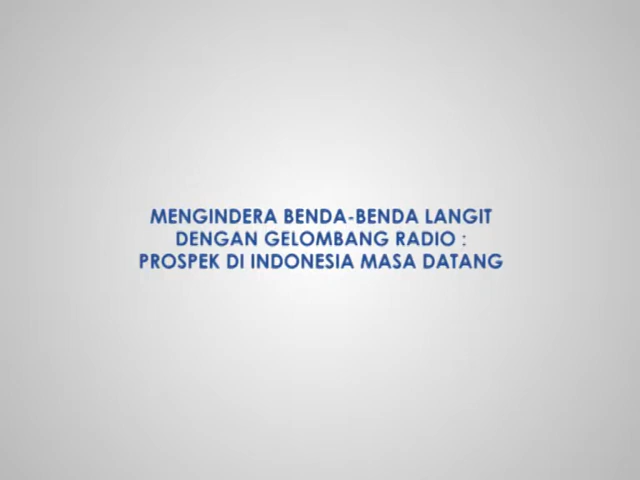 MENGINDERA BENDA-BENDA LANGIT
DENGAN GELOMBANG RADIO :
PROSPEK DI INDONESIA MASA DATANG